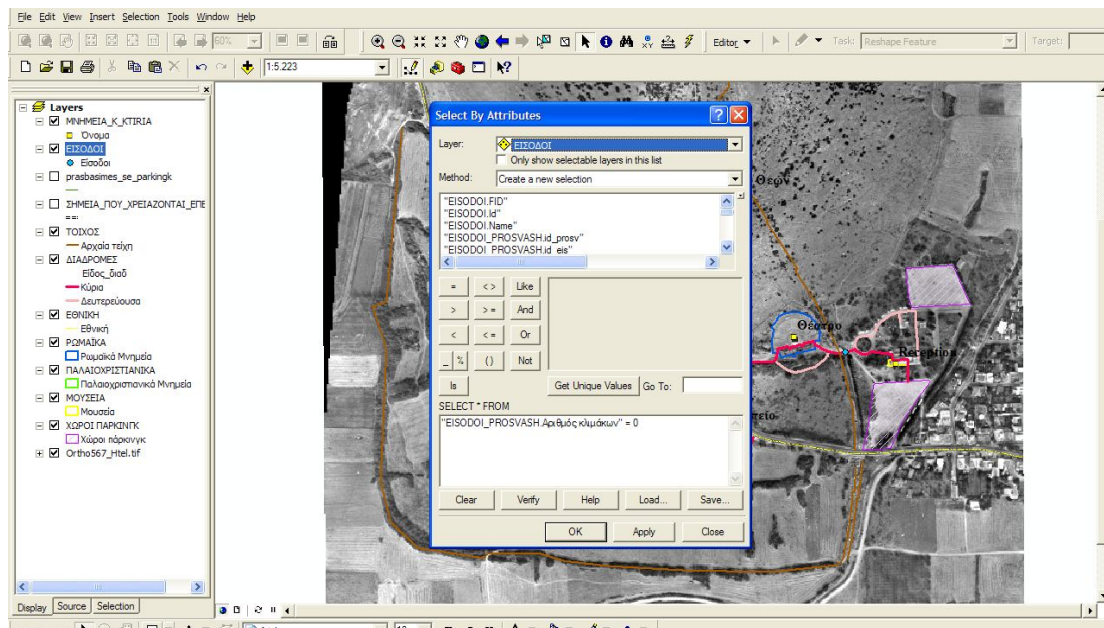 File Edit View Insert Selection Tools Window Help
60% Editor Task: Reshape Feature Target:
1:5.223
Layers
ΜΝΗΜΕΙΑ_Κ_ΚΤΙΡΙΑ
Όνομα
ΕΙΣΟΔΟΙ
Είσοδοι
prasbasimes_se_parkingk
ΣΗΜΕΙΑ_ΠΟΥ_ΧΡΕΙΑΖΟΝΤΑΙ_ΕΠΕ
ΤΟΙΧΟΣ
Αρχαία τείχη
ΔΙΑΔΡΟΜΕΣ
Είδος_διαδ
Κύρια
Δευτερεύουσα
ΕΘΝΙΚΗ
Εθνική
ΡΩΜΑΪΚΑ
Ρωμαϊκά Μνημεία
ΠΑΛΑΙΟΧΡΙΣΤΙΑΝΙΚΑ
Παλαιοχριστιανικά Μνημεία
ΜΟΥΣΕΙΑ
Μουσεία
ΧΩΡΟΙ ΠΑΡΚΙΝΓΚ
Χώροι πάρκινγκ
Ortho567_Htel.tif
Display Source Selection
Select By Attributes
Layer: ΕΙΣΟΔΟΙ
Only show selectable layers in this list
Method: Create a new selection
"EISODOI.FID"
"EISODOI.Id"
"EISODOI.Name"
"EISODOI_PROSVASH.id_prosv"
"EISODOI_PROSVASH.id_eis"
= <> Like
> >= And
< <= Or
_ % () Not
Is Get Unique Values Go To:
SELECT * FROM
"EISODOI_PROSVASH.Αριθμός κλιμάκων" = 0
Clear Verify Help Load... Save...
OK Apply Close
Θεών
Θέατρο
Reception